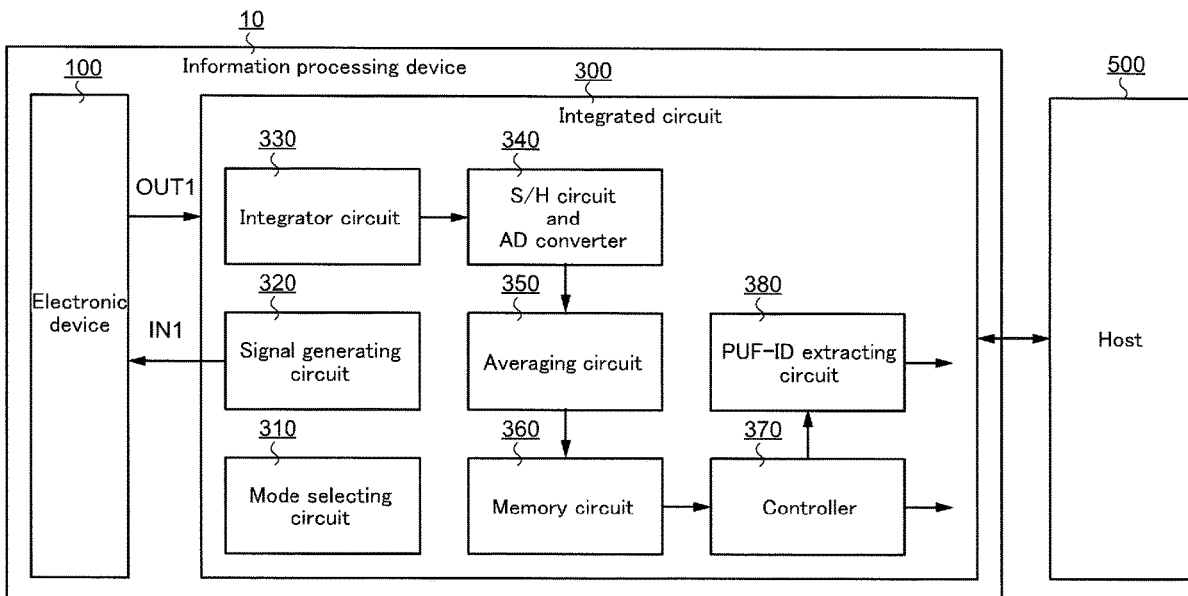 10
Information processing device
100
300
500
Integrated circuit
330
340
OUT1
Integrator circuit
S/H circuit
and
AD converter
320
350
380
Electronic
device
IN1
Signal generating
circuit
Averaging circuit
PUF-ID extracting
circuit
Host
310
360
370
Mode selecting
circuit
Memory circuit
Controller